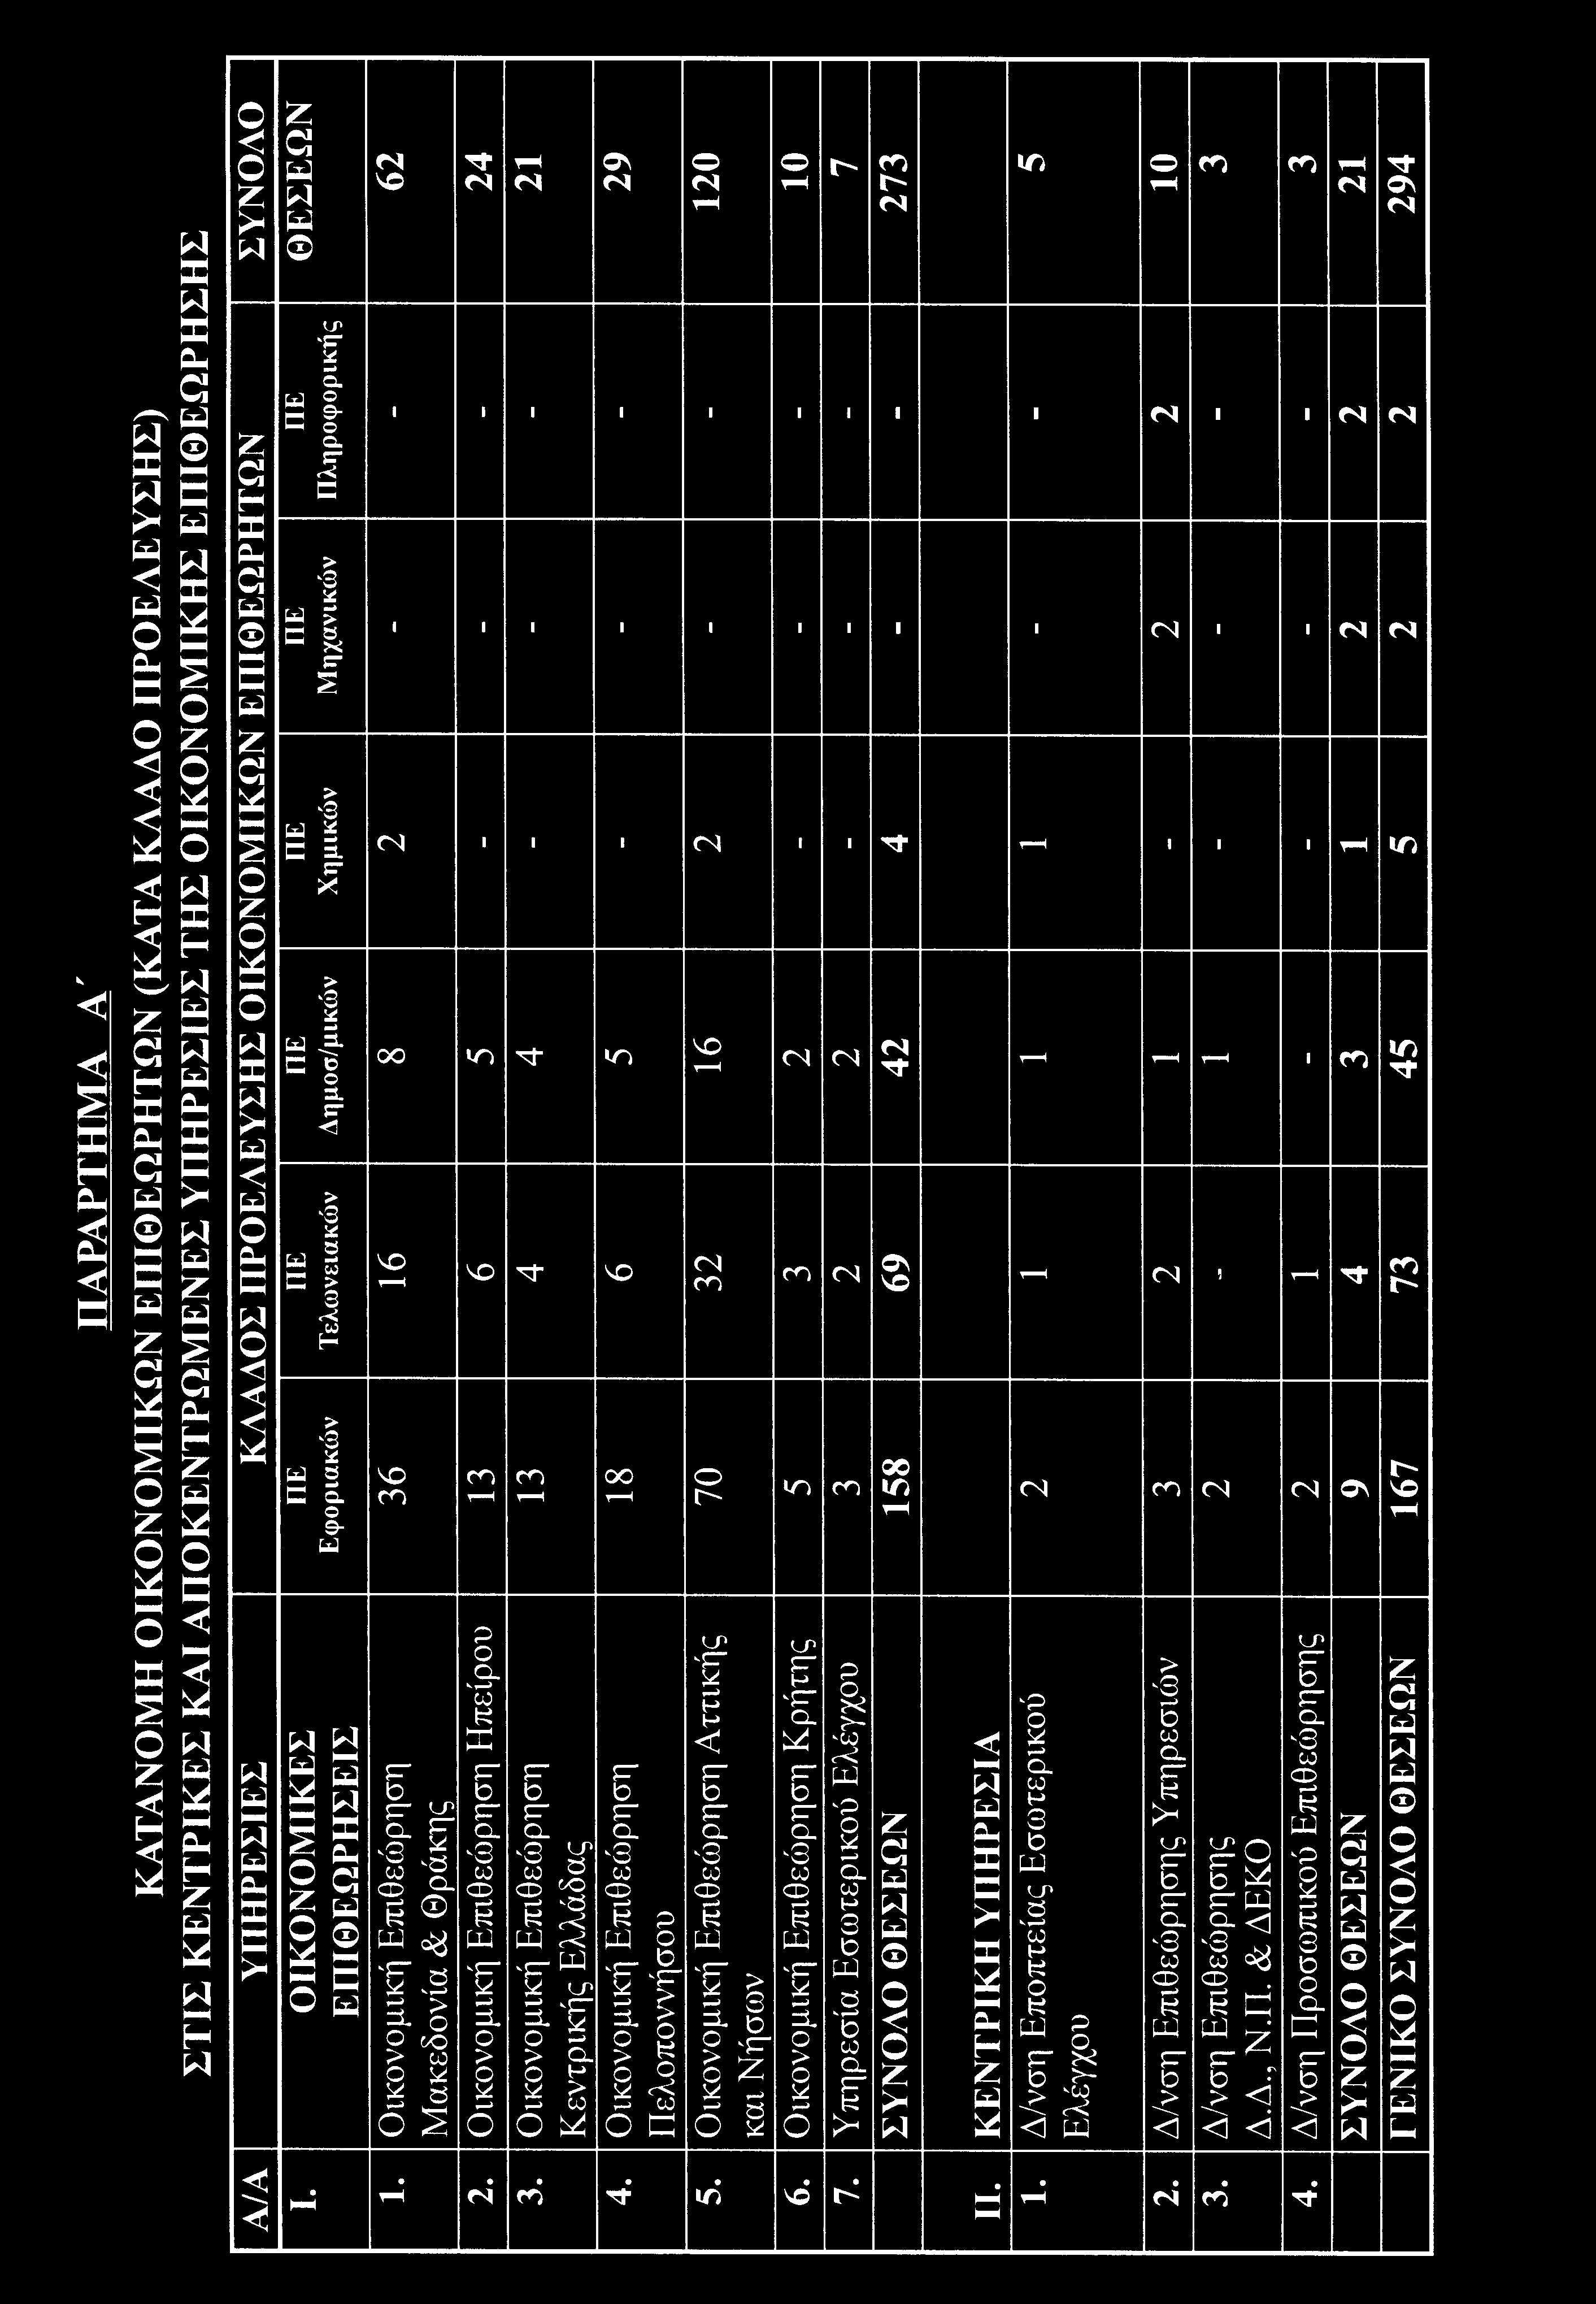 ΠΑΡΑΡΤΗΜΑ Α΄
ΚΑΤΑΝΟΜΗ ΟΙΚΟΝΟΜΙΚΩΝ ΕΠΙΘΕΩΡΗΤΩΝ (ΚΑΤΑ ΚΛΑΔΟ ΠΡΟΕΛΕΥΣΗΣ)
ΣΤΙΣ ΚΕΝΤΡΙΚΕΣ ΚΑΙ ΑΠΟΚΕΝΤΡΩΜΕΝΕΣ ΥΠΗΡΕΣΙΕΣ ΤΗΣ ΟΙΚΟΝΟΜΙΚΗΣ ΕΠΙΘΕΩΡΗΣΗΣ
Α/Α ΥΠΗΡΕΣΙΕΣ ΚΛΑΔΟΣ ΠΡΟΕΛΕΥΣΗΣ ΟΙΚΟΝΟΜΙΚΩΝ ΕΠΙΘΕΩΡΗΤΩΝ ΣΥΝΟΛΟ
Ι. ΟΙΚΟΝΟΜΙΚΕΣ ΠΕ ΠΕ ΠΕ ΠΕ ΠΕ ΠΕ ΘΕΣΕΩΝ
ΕΠΙΘΕΩΡΗΣΕΙΣ Εφοριακών Τελωνειακών Δημοσ/μικών Χημικών Μηχανικών Πληροφορικής
1. Οικονομική Επιθεώρηση 36 16 8 2 - - 62
Μακεδονία & Θράκης
2. Οικονομική Επιθεώρηση Ηπείρου 13 6 5 - - - 24
3. Οικονομική Επιθεώρηση 13 4 4 - - - 21
Κεντρικής Ελλάδας
4. Οικονομική Επιθεώρηση 18 6 5 - - - 29
Πελοποννήσου
5. Οικονομική Επιθεώρηση Αττικής 70 32 16 2 - - 120
και Νήσων
6. Οικονομική Επιθεώρηση Κρήτης 5 3 2 - - - 10
7. Υπηρεσία Εσωτερικού Ελέγχου 3 2 2 - - - 7
ΣΥΝΟΛΟ ΘΕΣΕΩΝ 158 69 42 4 - - 273
ΙΙ. ΚΕΝΤΡΙΚΗ ΥΠΗΡΕΣΙΑ
1. Δ/νση Εποπτείας Εσωτερικού 2 1 1 1 - - 5
Ελέγχου
2. Δ/νση Επιθεώρησης Υπηρεσιών 3 2 1 - 2 2 10
3. Δ/νση Επιθεώρησης 2 - 1 - - - 3
Δ.Δ., Ν.Π. & ΔΕΚΟ
4. Δ/νση Προσωπικού Επιθεώρησης 2 1 - - - - 3
ΣΥΝΟΛΟ ΘΕΣΕΩΝ 9 4 3 1 2 2 21
ΓΕΝΙΚΟ ΣΥΝΟΛΟ ΘΕΣΕΩΝ 167 73 45 5 2 2 294